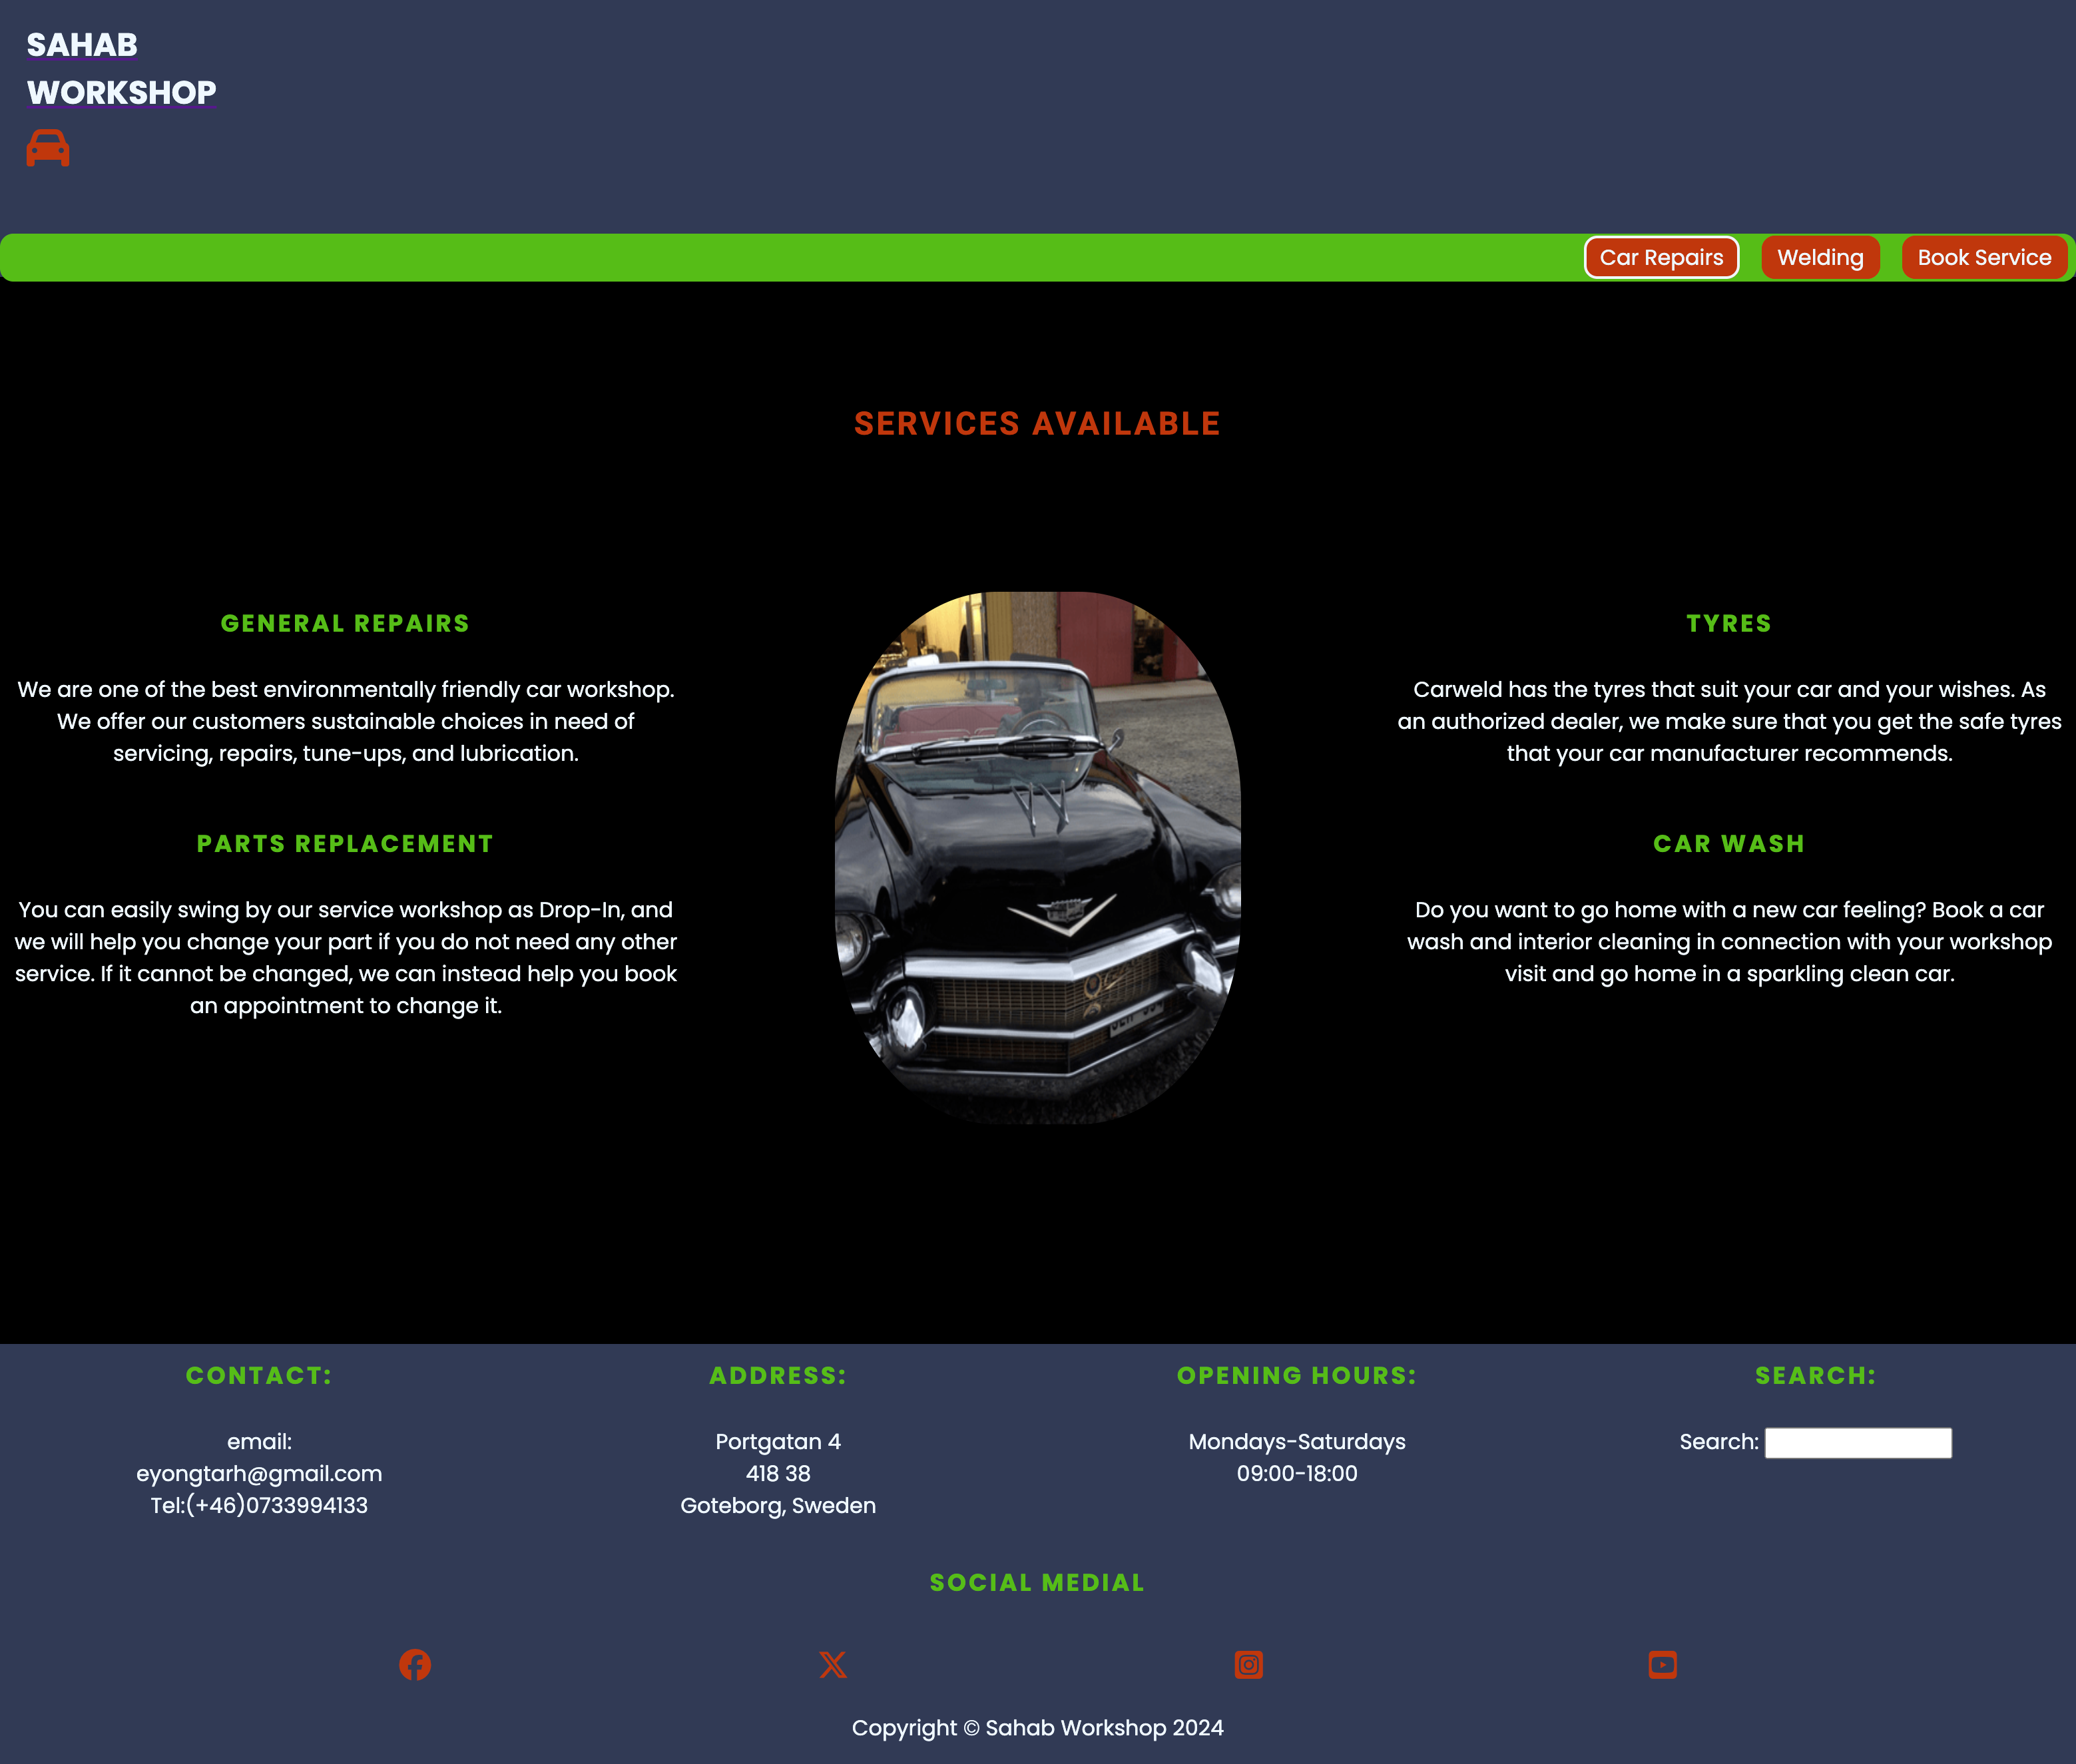 SAHAB
WORKSHOP
Car Repairs
Welding
Book Service
SERVICES AVAILABLE
GENERAL REPAIRS
We are one of the best environmentally friendly car workshop.
We offer our customers sustainable choices in need of
servicing, repairs, tune-ups, and lubrication.
PARTS REPLACEMENT
You can easily swing by our service workshop as Drop-In, and
we will help you change your part if you do not need any other
service. If it cannot be changed, we can instead help you book
an appointment to change it.
TYRES
Carweld has the tyres that suit your car and your wishes. As
an authorized dealer, we make sure that you get the safe tyres
that your car manufacturer recommends.
CAR WASH
Do you want to go home with a new car feeling? Book a car
wash and interior cleaning in connection with your workshop
visit and go home in a sparkling clean car.
CONTACT:
email:
eyongtarh@gmail.com
Tel:(+46)0733994133
ADDRESS:
Portgatan 4
418 38
Goteborg, Sweden
OPENING HOURS:
Mondays-Saturdays
09:00-18:00
SEARCH:
Search:
SOCIAL MEDIAL
Copyright © Sahab Workshop 2024